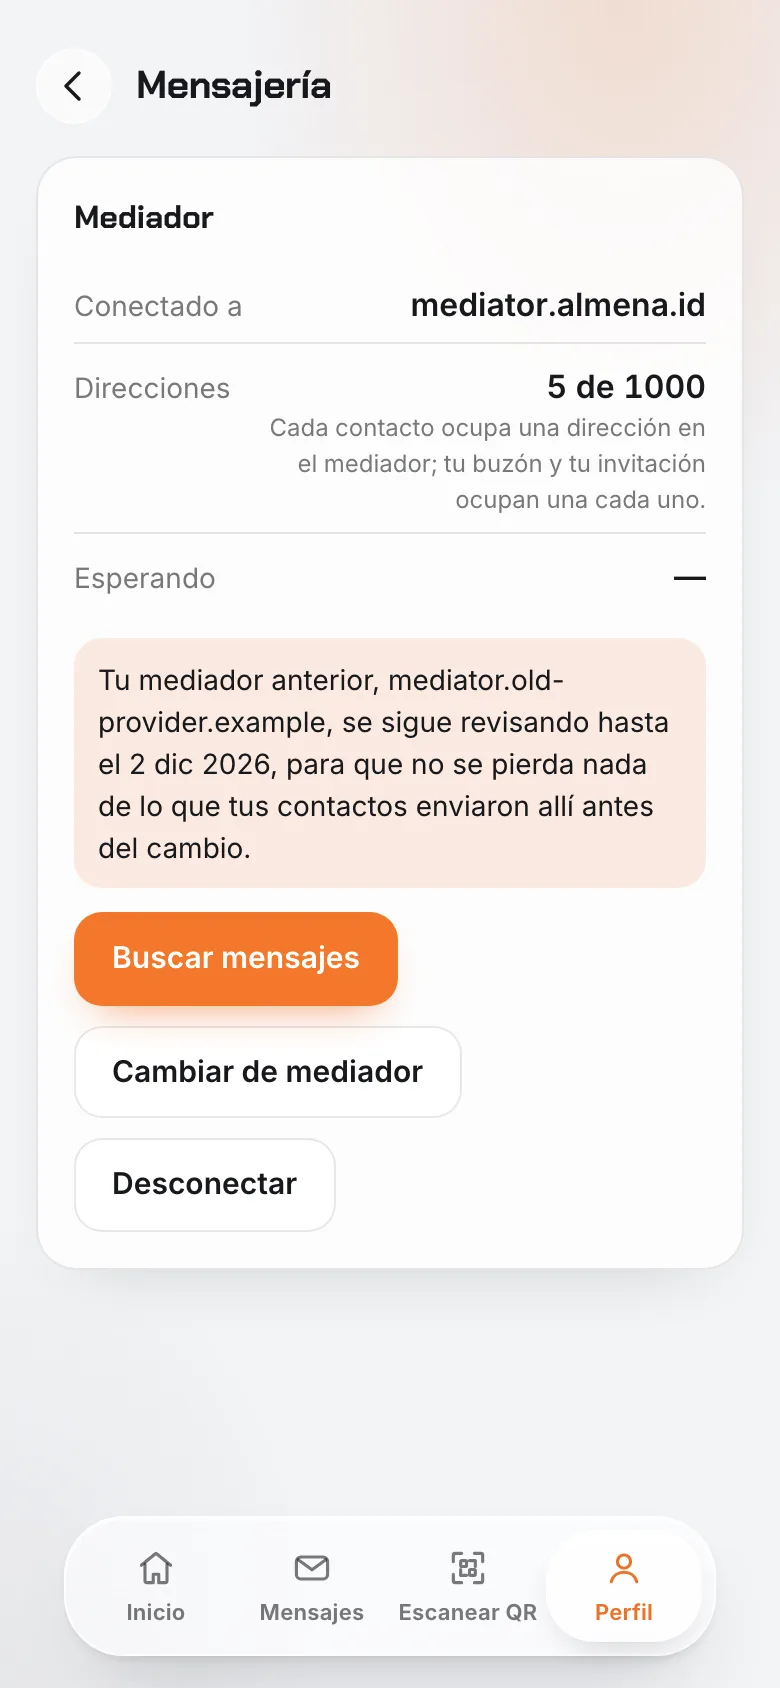 Mensajería
Mediador
Conectado a
mediator.almena.id
Direcciones
5 de 1000
Cada contacto ocupa una dirección en
el mediador; tu buzón y tu invitación
ocupan una cada uno.
Esperando
—
Tu mediador anterior, mediator.old-
provider.example, se sigue revisando hasta
el 2 dic 2026, para que no se pierda nada
de lo que tus contactos enviaron allí antes
del cambio.
Buscar mensajes
Cambiar de mediador
Desconectar
Inicio
Mensajes
Escanear QR
Perfil